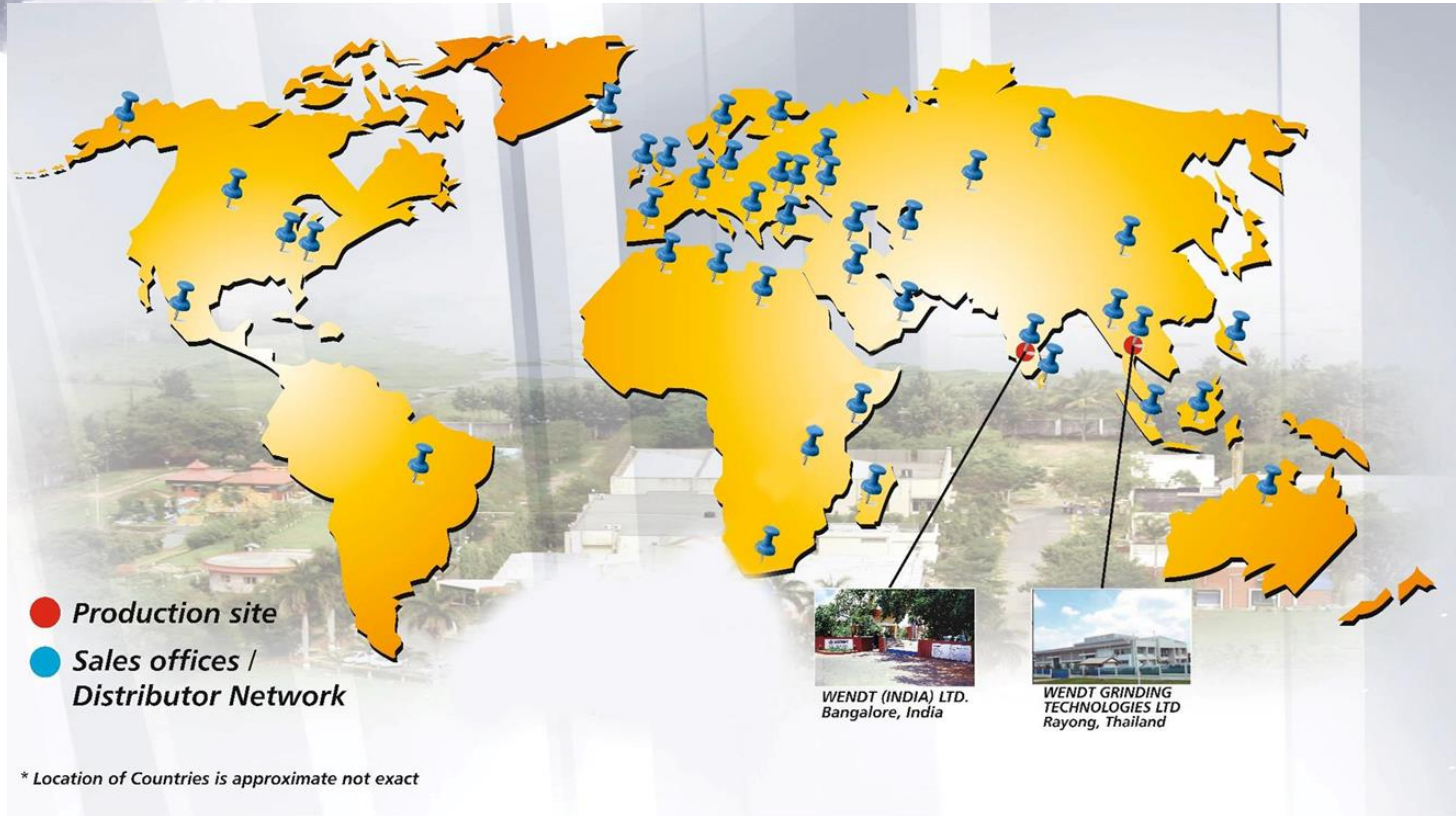 Production site
Sales offices /
Distributor Network
WENDT (INDIA) LTD.
Bangalore, India
WENDT GRINDING
TECHNOLOGIES LTD
Rayong, Thailand
* Location of Countries is approximate not exact